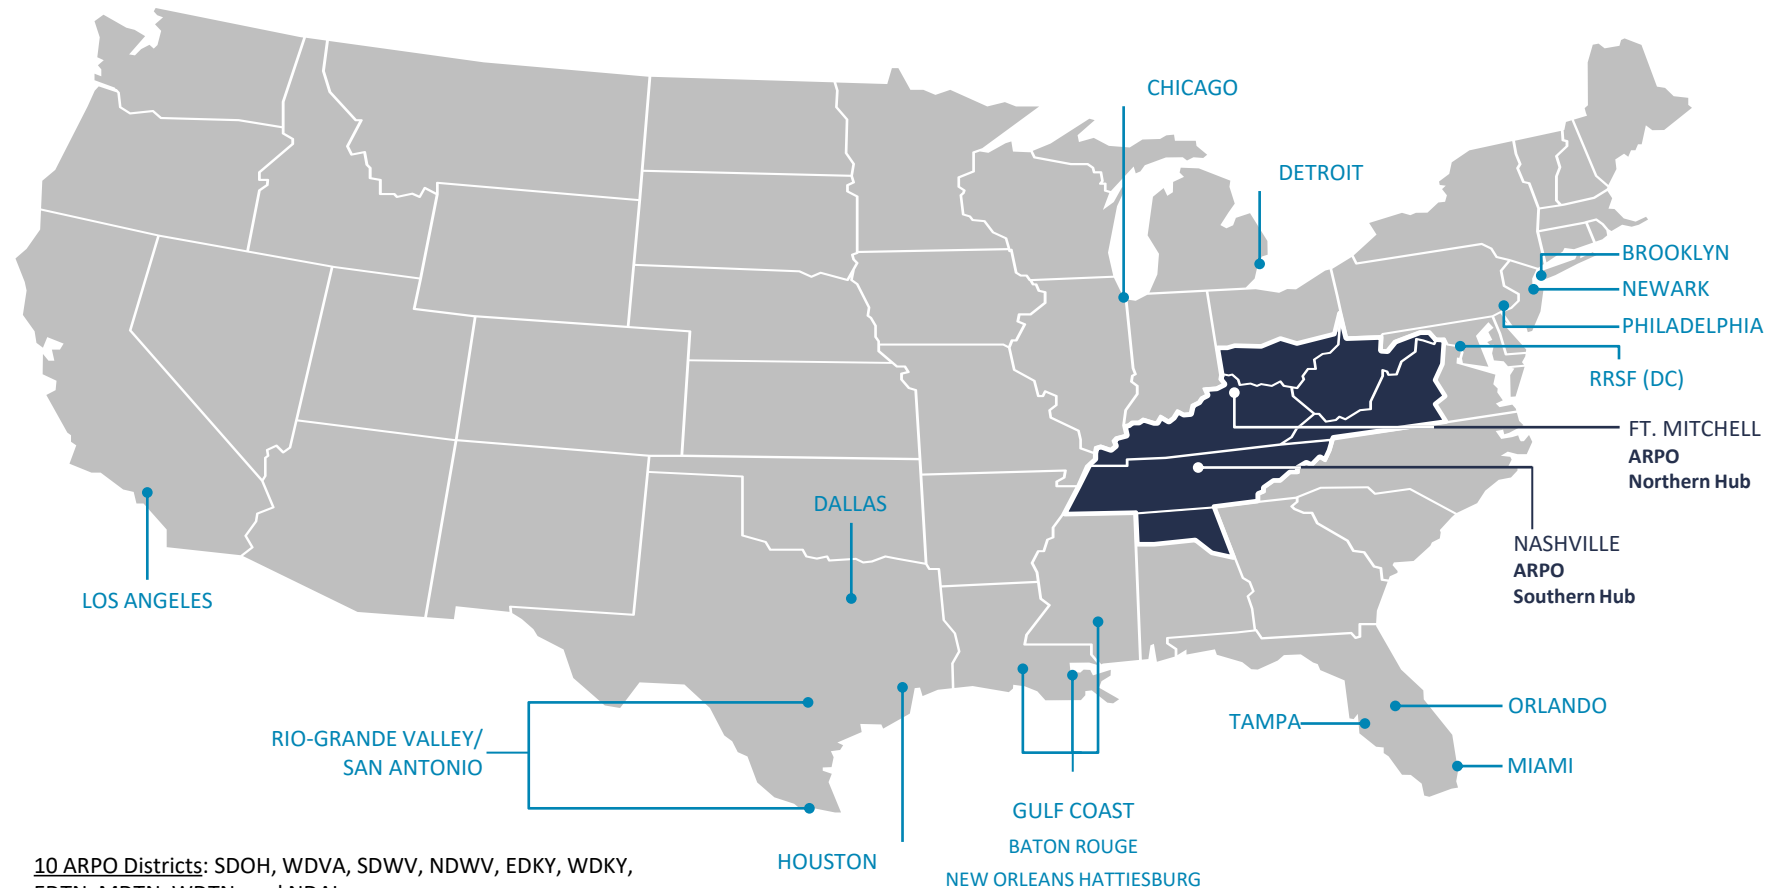 CHICAGO
DETROIT
BROOKLYN
NEWARK
PHILADELPHIA
RRSF (DC)
FT. MITCHELL
ARPO
Northern Hub
DALLAS
NASHVILLE
ARPO
Southern Hub
LOS ANGELES
ORLANDO
TAMPA
RIO-GRANDE VALLEY/
SAN ANTONIO
MIAMI
GULF COAST
BATON ROUGE
NEW ORLEANS HATTIESBURG
HOUSTON
10 ARPO Districts: SDOH, WDVA, SDWV, NDWV, EDKY, WDKY,